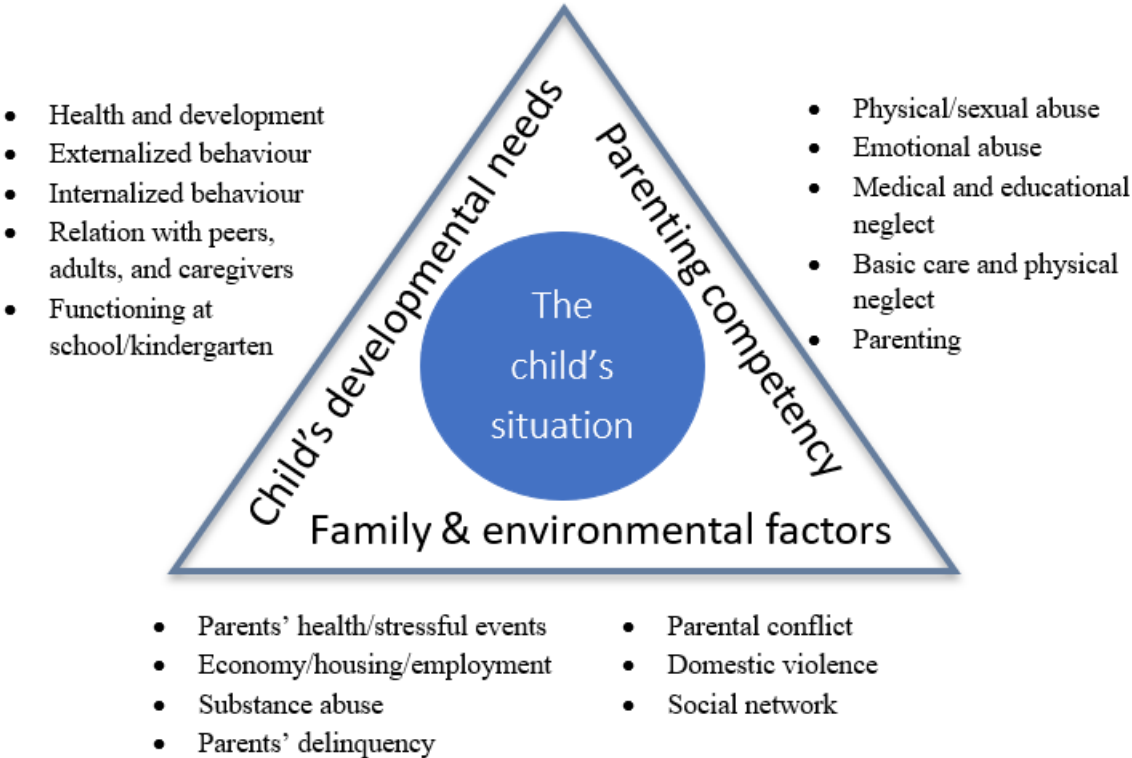 • Health and development
• Externalized behaviour
• Internalized behaviour
• Relation with peers,
adults, and caregivers
• Functioning at
school/kindergarten
Child’s developmental needs
The
child’s
situation
Parenting competency
• Physical/sexual abuse
• Emotional abuse
• Medical and educational
neglect
• Basic care and physical
neglect
• Parenting
Family & environmental factors
• Parents’ health/stressful events
• Economy/housing/employment
• Substance abuse
• Parents’ delinquency
• Parental conflict
• Domestic violence
• Social network